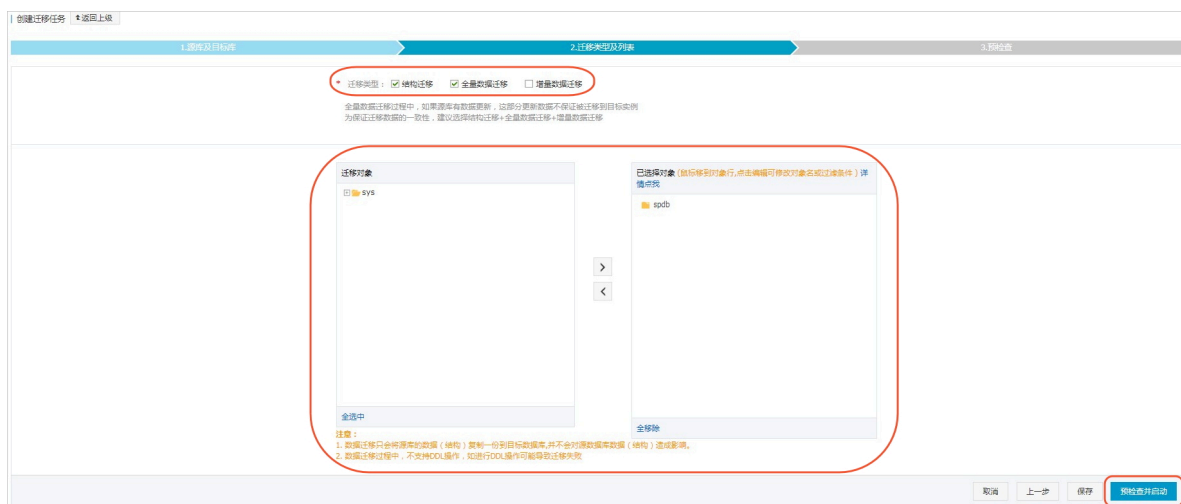 创建迁移任务 返回上级
1.源库及目标库 2.迁移类型及列表 3.预检查
* 迁移类型： 结构迁移 全量数据迁移 增量数据迁移
全量数据迁移过程中，如果源库有数据更新，这部分更新数据不保证被迁移到目标实例
为保证迁移数据的一致性，建议选择结构迁移+全量数据迁移+增量数据迁移
迁移对象
sys
全选中
已选择对象 (鼠标移到对象行,点击编辑可修改对象名或过滤条件) 详
情点我
spdb
全移除
>
<
注意：
1. 数据迁移只会将源库的数据（结构）复制一份到目标数据库,并不会对源数据库数据（结构）造成影响。
2. 数据迁移过程中，不支持DDL操作，如进行DDL操作可能导致迁移失败
取消 上一步 保存 预检查并启动